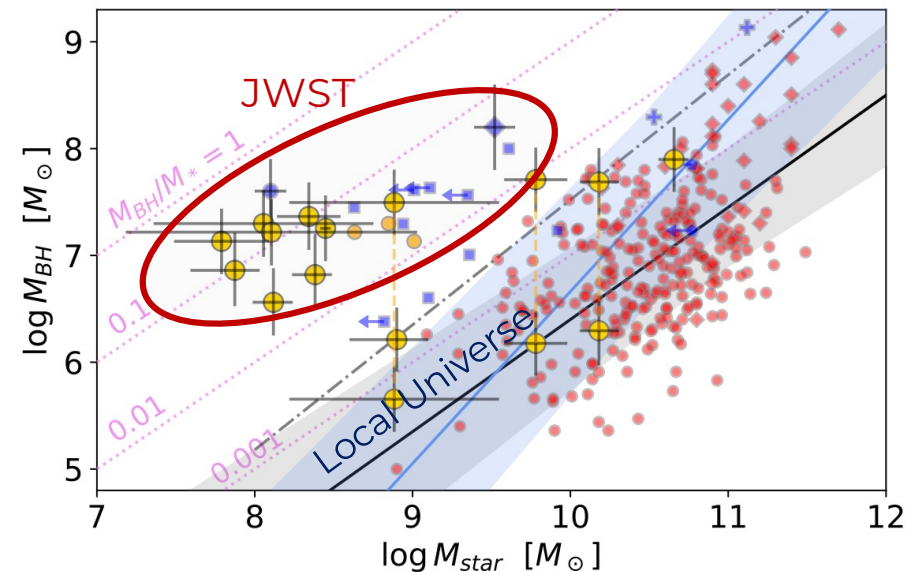 JWST
M_BH/M_* = 1
0.1
0.01
0.001
Local Universe
log M_BH [M_⊙]
9
8
7
6
5
7 8 9 10 11 12
log M_star [M_⊙]